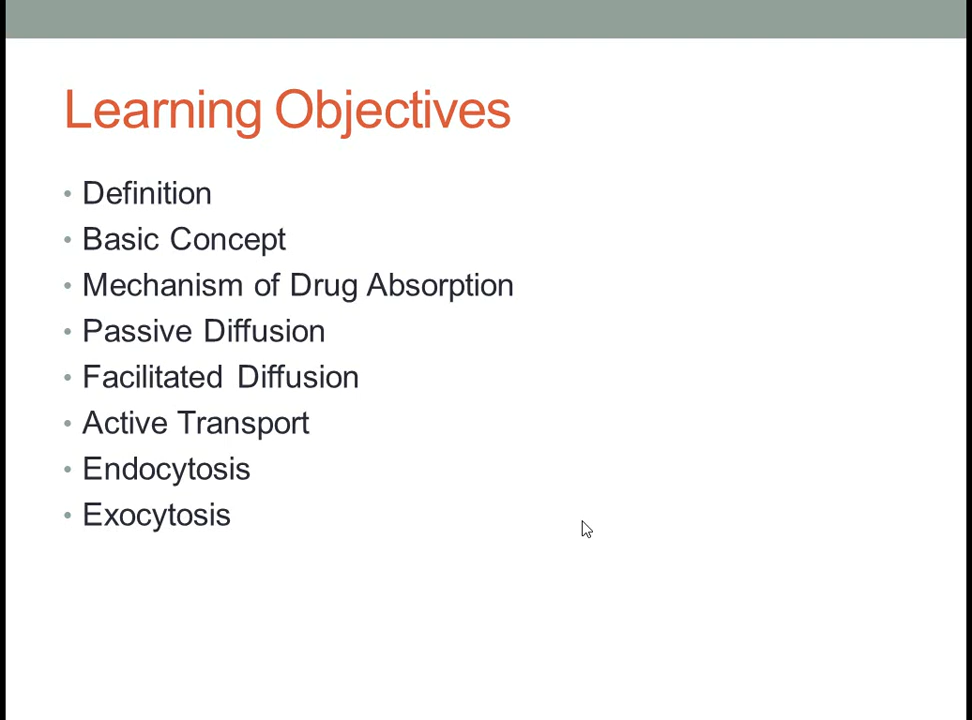 Learning Objectives
• Definition
• Basic Concept
• Mechanism of Drug Absorption
• Passive Diffusion
• Facilitated Diffusion
• Active Transport
• Endocytosis
• Exocytosis